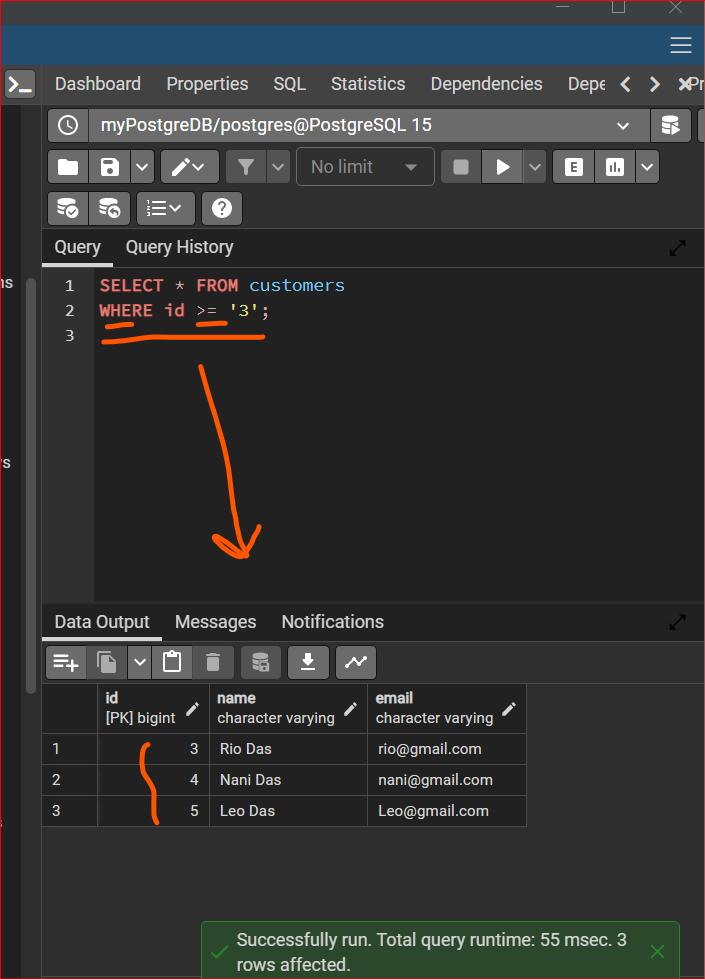 Dashboard Properties SQL Statistics Dependencies Depe
myPostgreDB/postgres@PostgreSQL 15
No limit
E
Query Query History
ns
1 SELECT * FROM customers
2 WHERE id >= '3';
3
rs
Data Output Messages Notifications
id name email
[PK] bigint character varying character varying
1 3 Rio Das rio@gmail.com
2 4 Nani Das nani@gmail.com
3 5 Leo Das Leo@gmail.com
Successfully run. Total query runtime: 55 msec. 3
rows affected.